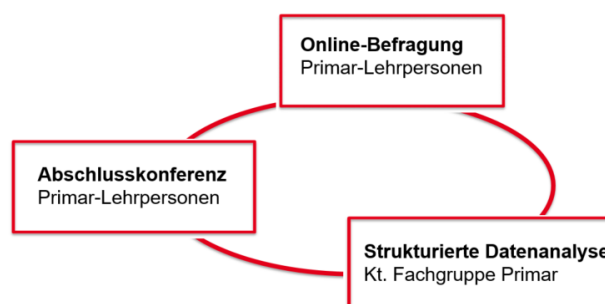 Online-Befragung
Primar-Lehrpersonen
Abschlusskonferenz
Primar-Lehrpersonen
Strukturierte Datenanalyse
Kt. Fachgruppe Primar